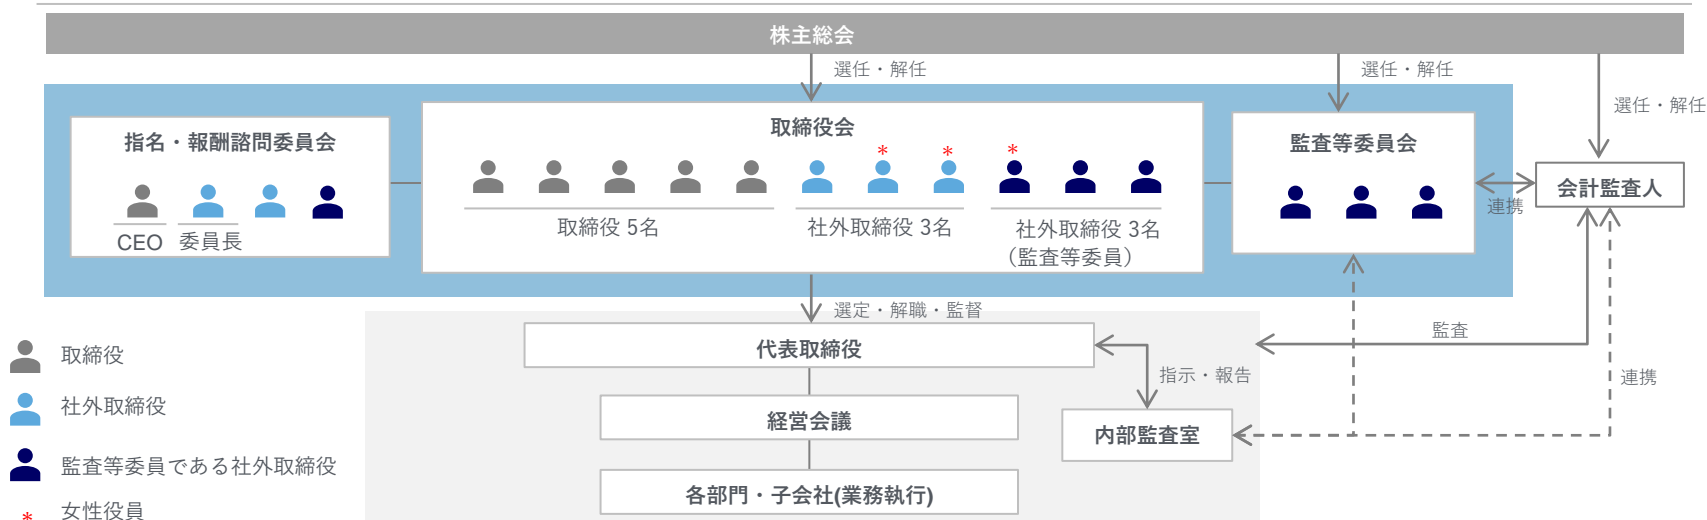 株主総会
選任・解任
選任・解任
選任・解任
指名・報酬諮問委員会
CEO
委員長
取締役会
*
*
*
取締役 5名
社外取締役 3名
社外取締役 3名
（監査等委員）
監査等委員会
連携
会計監査人
選定・解職・監督
代表取締役
監査
指示・報告
連携
経営会議
内部監査室
各部門・子会社(業務執行)
取締役
社外取締役
監査等委員である社外取締役
* 女性役員